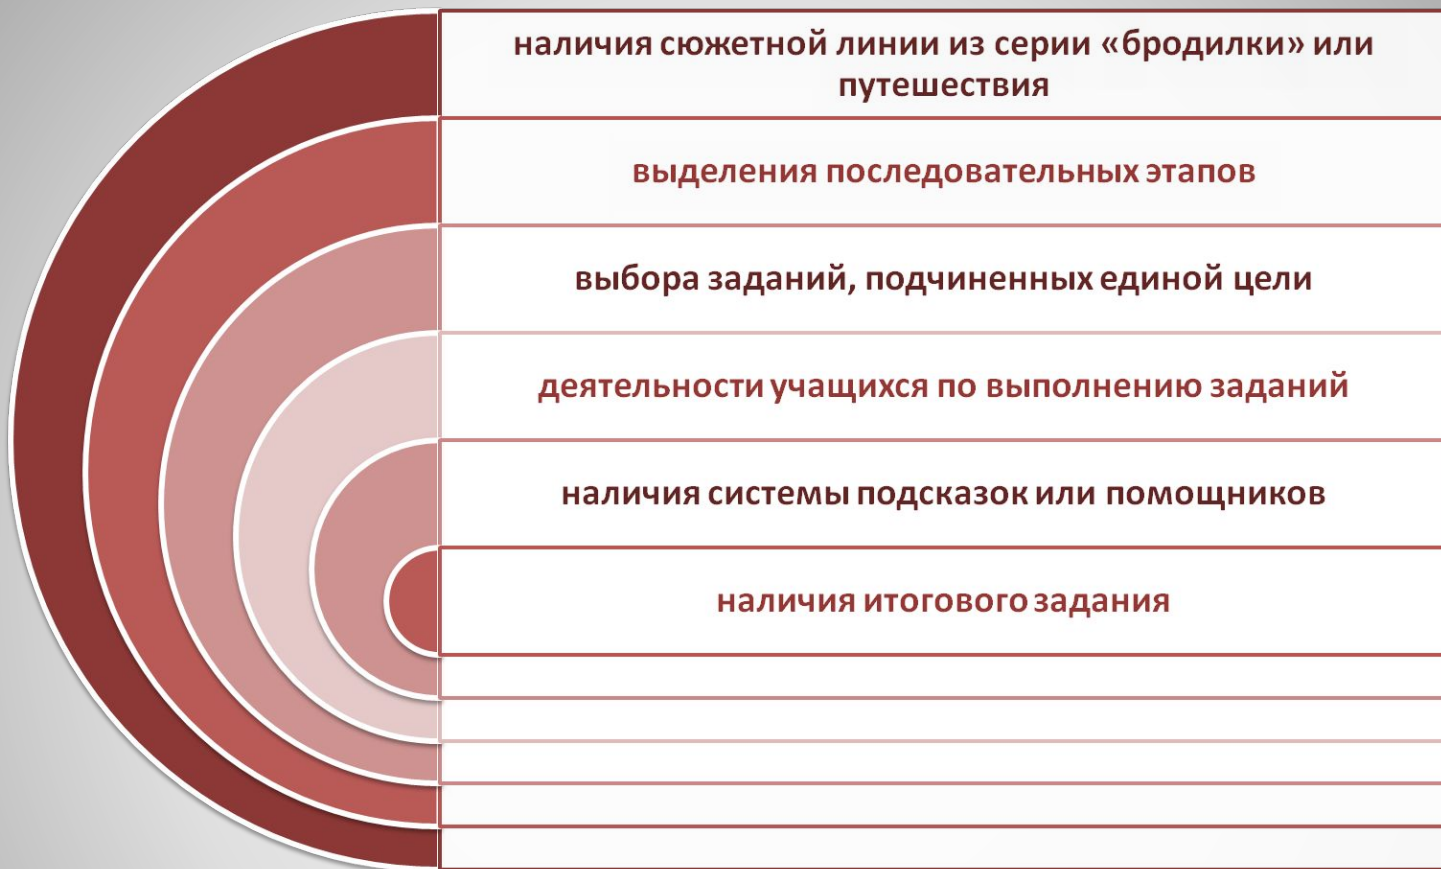 наличия сюжетной линии из серии «бродилки» или
путешествия
выделения последовательных этапов
выбора заданий, подчиненных единой цели
деятельности учащихся по выполнению заданий
наличия системы подсказок или помощников
наличия итогового задания